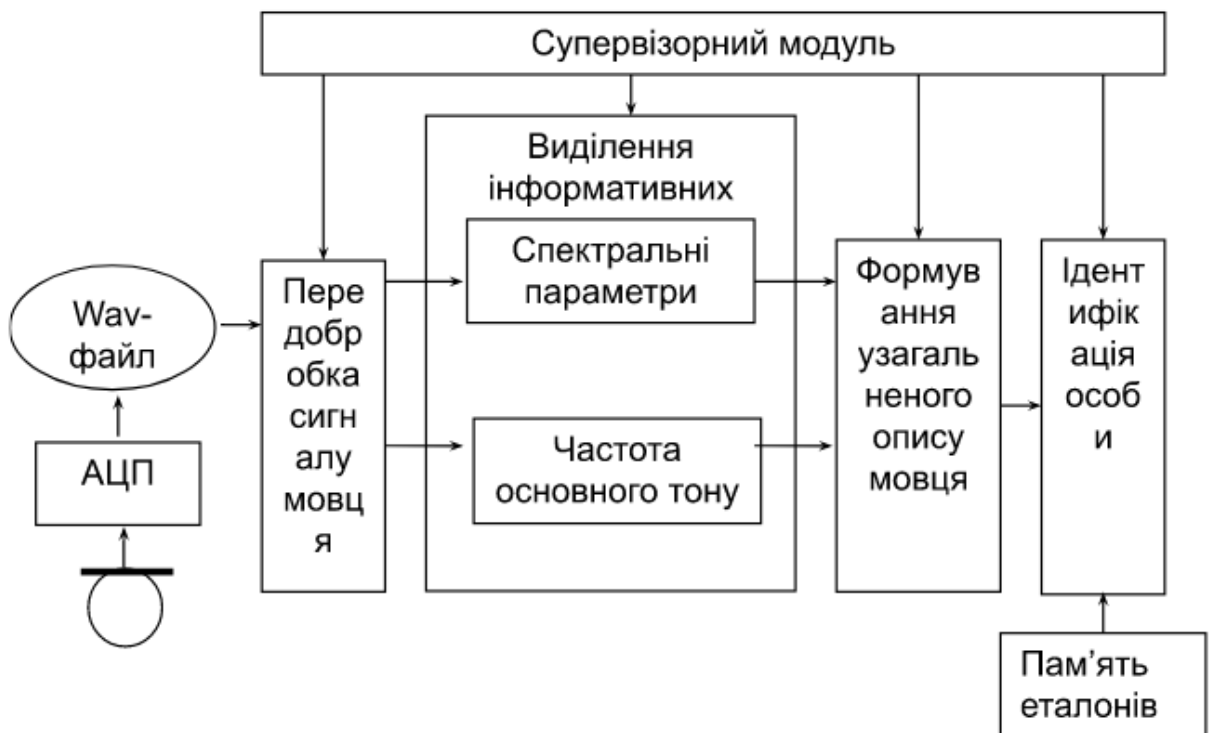 Супервізорний модуль
Виділення
інформативних
Спектральні
параметри
Частота
основного тону
Wav-
файл
АЦП
Пере
добр
обка
сигн
алу
мовц
я
Формув
ання
узагаль
неного
опису
мовця
Ідент
ифік
ація
особ
и
Пам’ять
еталонів